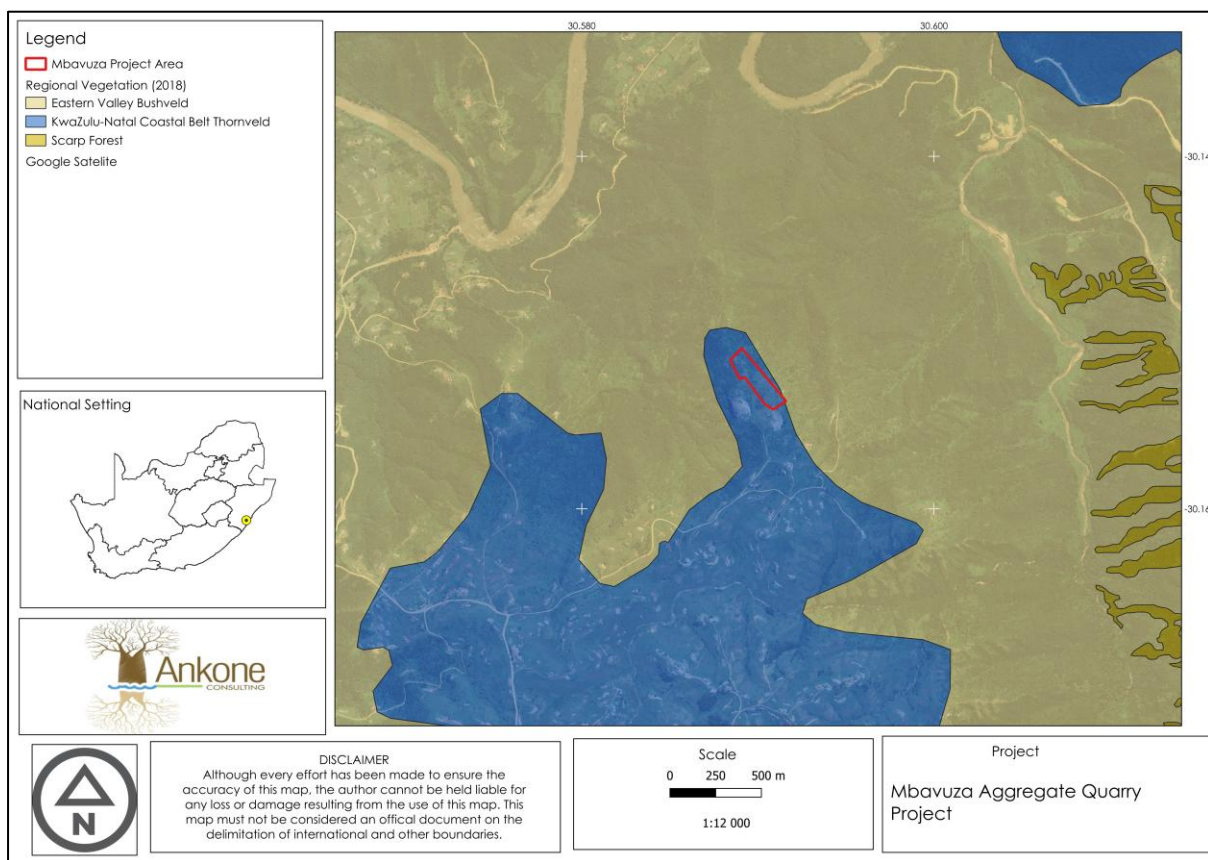 Legend
Mbavuza Project Area
Regional Vegetation (2018)
Eastern Valley Bushveld
KwaZulu-Natal Coastal Belt Thornveld
Scarp Forest
Google Satelite
30.580
30.600
-30.14
-30.16
National Setting
Ankone
CONSULTING
N
DISCLAIMER
Although every effort has been made to ensure the
accuracy of this map, the author cannot be held liable for
any loss or damage resulting from the use of this map. This
map must not be considered an offical document on the
delimitation of international and other boundaries.
Scale
0 250 500 m
1:12 000
Project
Mbavuza Aggregate Quarry
Project